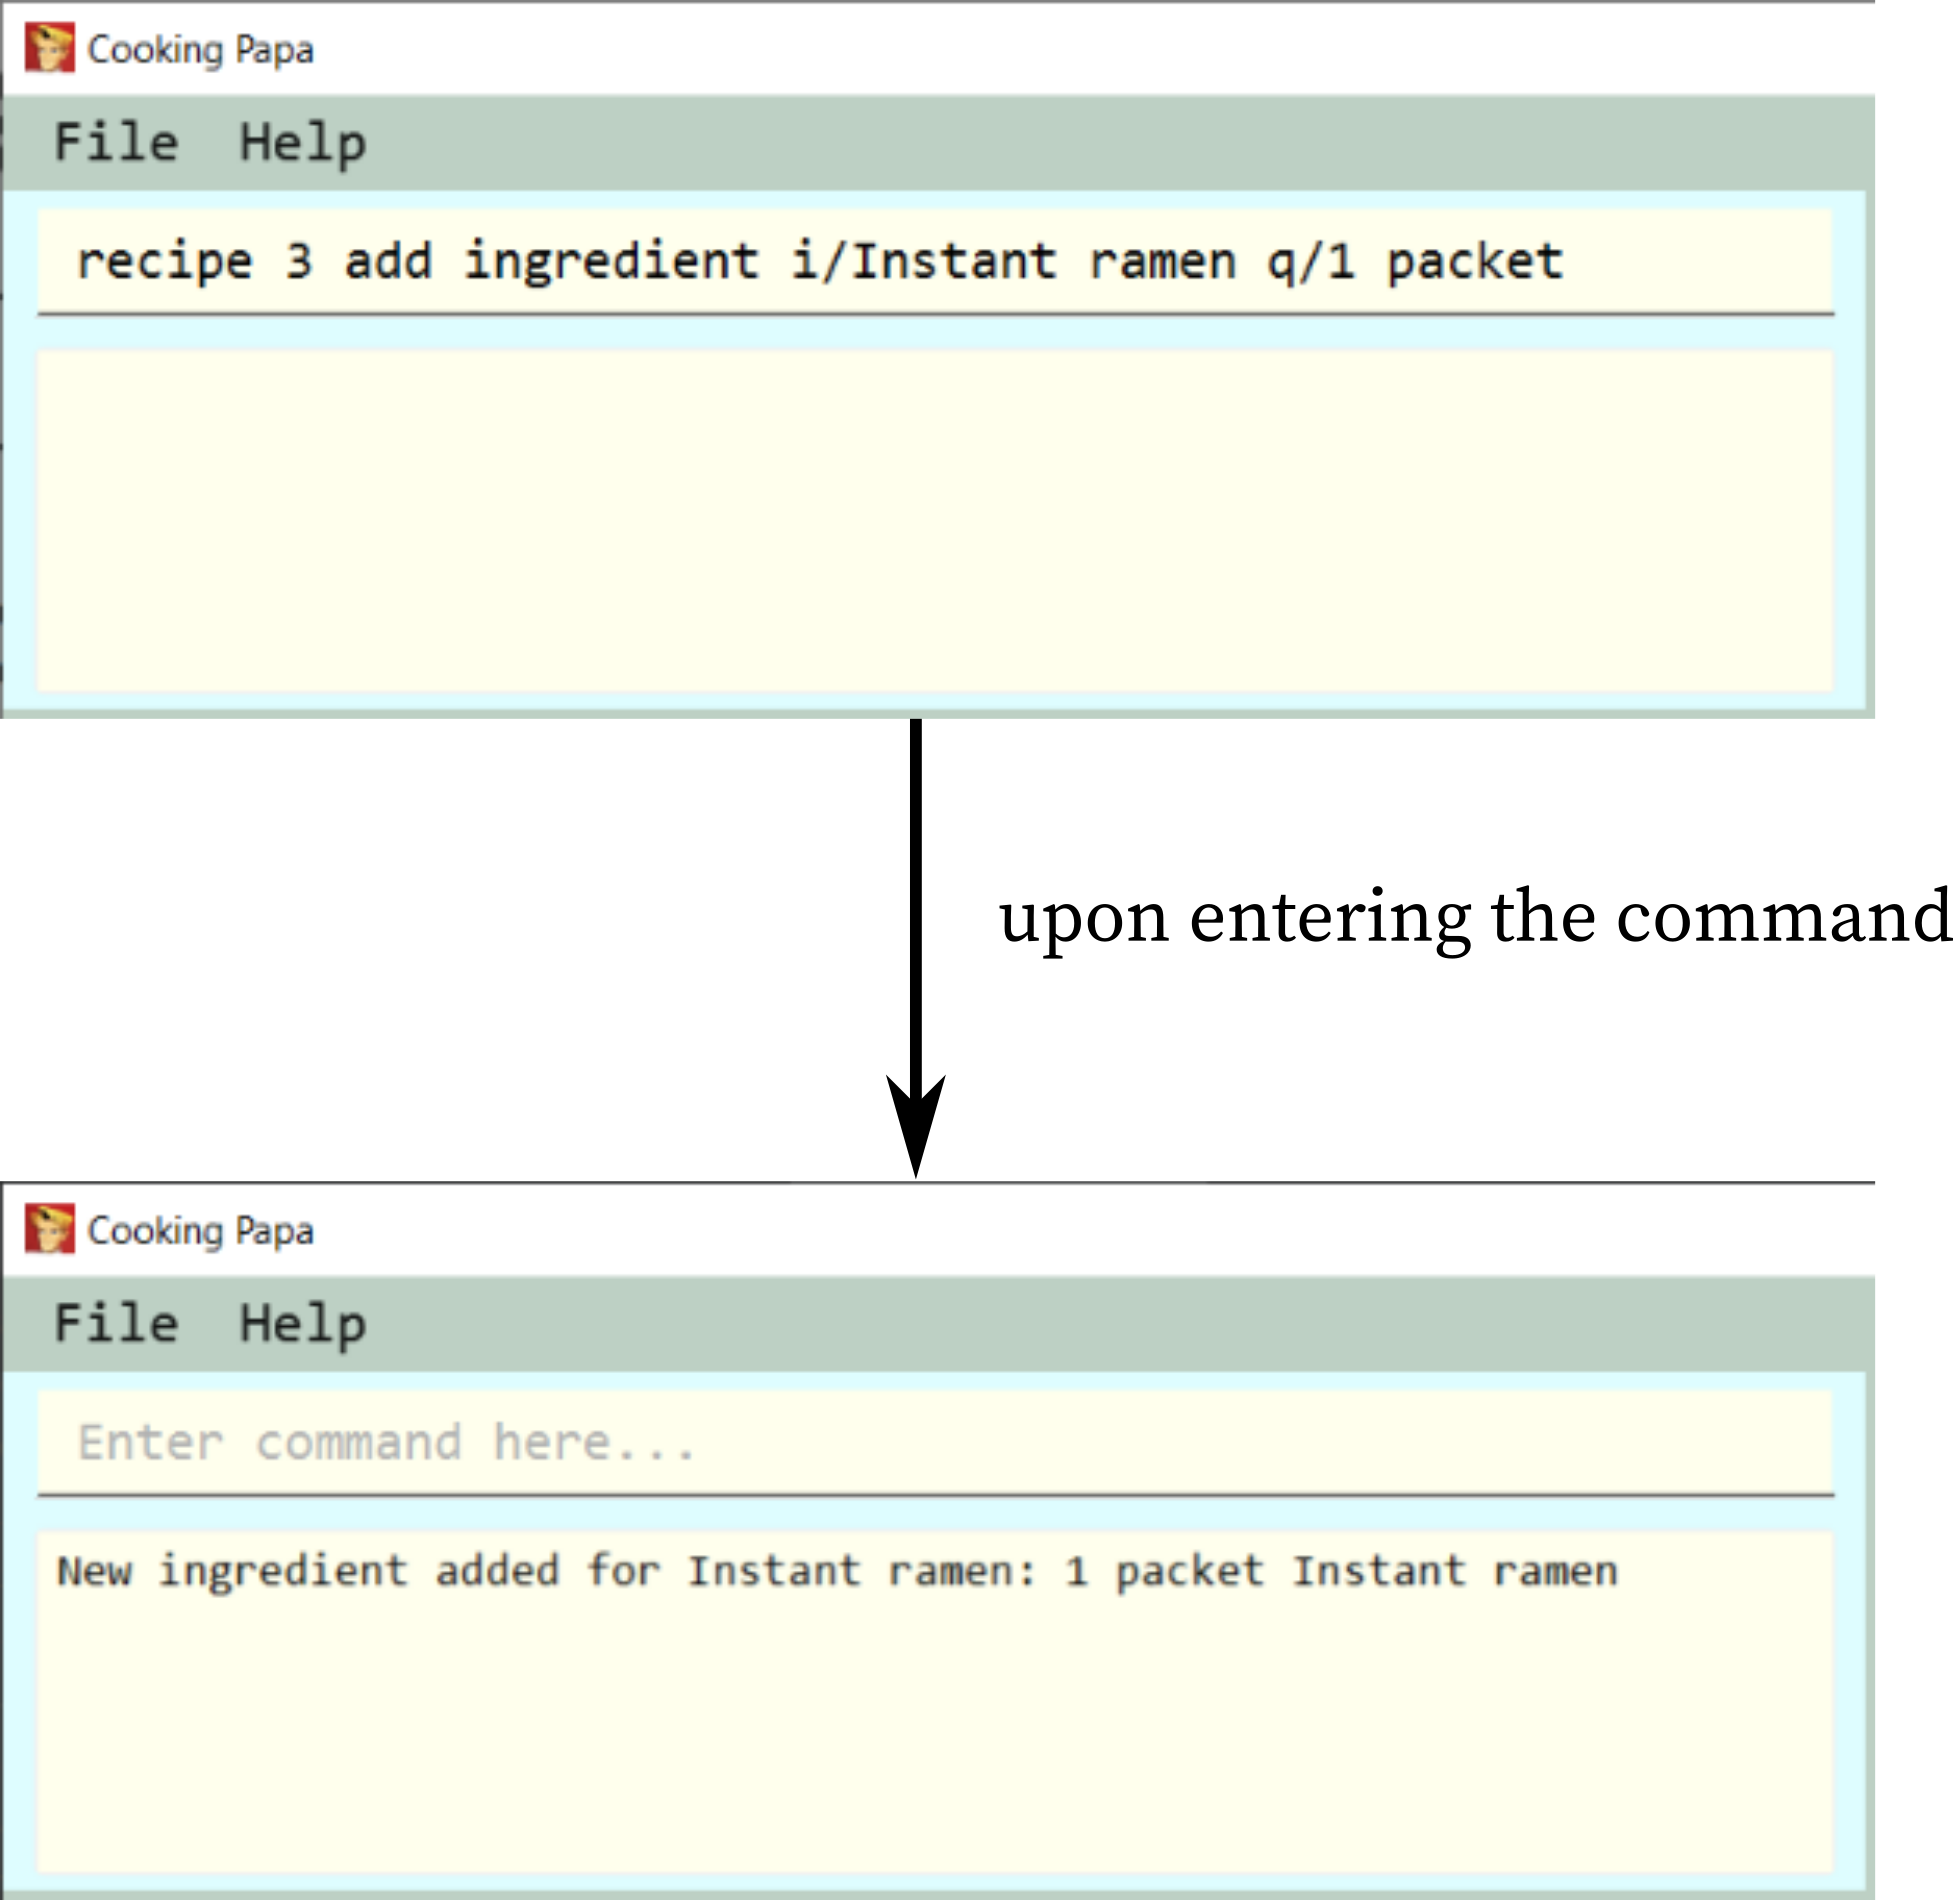 Cooking Papa
File Help
recipe 3 add ingredient i/Instant ramen q/1 packet
upon entering the command
Cooking Papa
File Help
Enter command here...
New ingredient added for Instant ramen: 1 packet Instant ramen